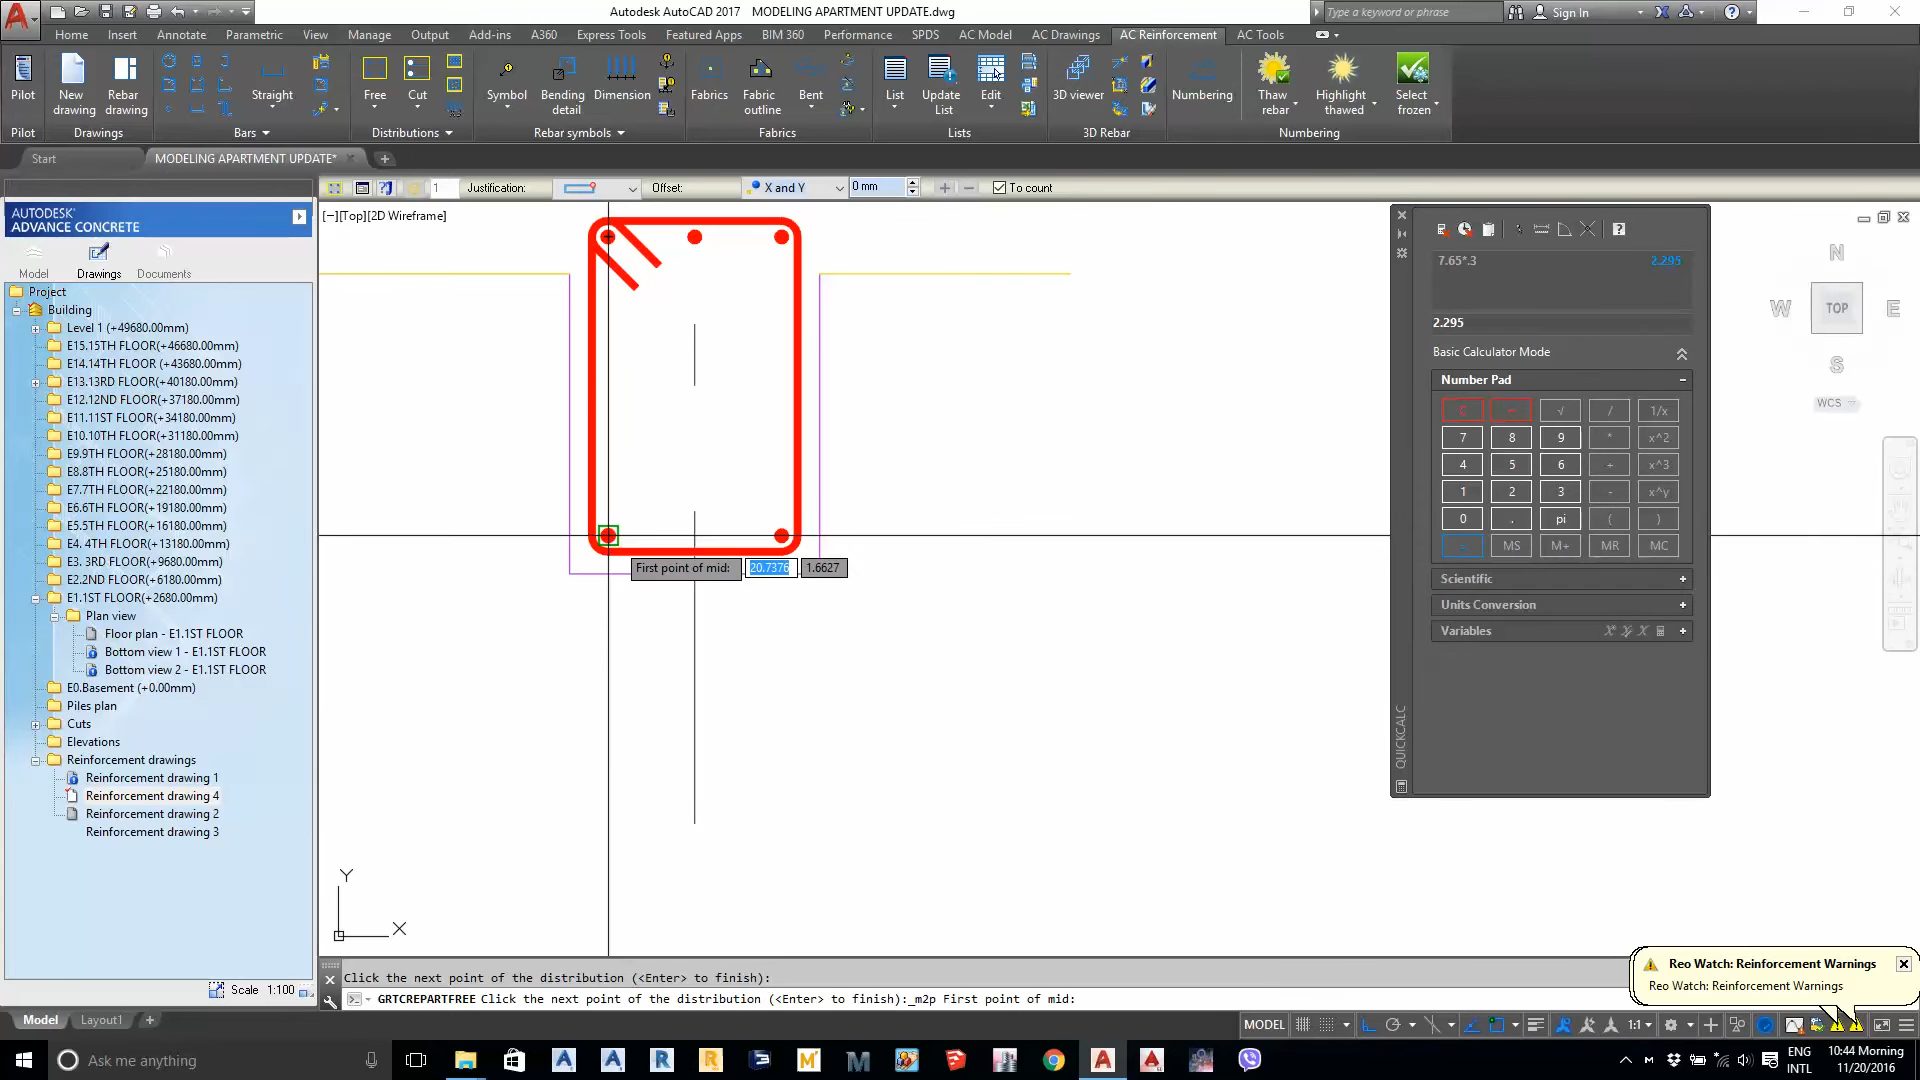 Autodesk AutoCAD 2017 MODELING APARTMENT UPDATE.dwg
Type a keyword or phrase
Sign In
Home Insert Annotate Parametric View Manage Output Add-ins A360 Express Tools Featured Apps BIM 360 Performance SPDS AC Model AC Drawings AC Reinforcement AC Tools
Pilot
New drawing
Rebar drawing
Straight
Free
Cut
Symbol
Bending detail
Dimension
Fabrics
Fabric outline
Bent
List
Update List
Edit
3D viewer
Numbering
Thaw rebar
Highlight thawed
Select frozen
Pilot Drawings Bars Distributions Rebar symbols Fabrics Lists 3D Rebar Numbering
Start MODELING APARTMENT UPDATE*
1 Justification: Offset: X and Y 0 mm To count
AUTODESK®
ADVANCE CONCRETE
Model Drawings Documents
Project
Building
Level 1 (+49680.00mm)
E15.15TH FLOOR(+46680.00mm)
E14.14TH FLOOR (+43680.00mm)
E13.13RD FLOOR(+40180.00mm)
E12.12ND FLOOR(+37180.00mm)
E11.11ST FLOOR(+34180.00mm)
E10.10TH FLOOR(+31180.00mm)
E9.9TH FLOOR(+28180.00mm)
E8.8TH FLOOR(+25180.00mm)
E7.7TH FLOOR(+22180.00mm)
E6.6TH FLOOR(+19180.00mm)
E5.5TH FLOOR(+16180.00mm)
E4. 4TH FLOOR(+13180.00mm)
E3. 3RD FLOOR(+9680.00mm)
E2.2ND FLOOR(+6180.00mm)
E1.1ST FLOOR(+2680.00mm)
Plan view
Floor plan - E1.1ST FLOOR
Bottom view 1 - E1.1ST FLOOR
Bottom view 2 - E1.1ST FLOOR
E0.Basement (+0.00mm)
Piles plan
Cuts
Elevations
Reinforcement drawings
Reinforcement drawing 1
Reinforcement drawing 4
Reinforcement drawing 2
Reinforcement drawing 3
Scale 1:100
[−][Top][2D Wireframe]
First point of mid: 20.7376 1.6627
Y
X
7.65*.3 2.295
2.295
Basic Calculator Mode
Number Pad
C √ / 1/x
7 8 9 * x^2
4 5 6 + x^3
1 2 3 - x^y
0 . pi ( )
= MS M+ MR MC
Scientific
Units Conversion
Variables
QUICKCALC
N
W TOP E
S
WCS
Click the next point of the distribution (<Enter> to finish):
GRTCREPARTFREE Click the next point of the distribution (<Enter> to finish):_m2p First point of mid:
Reo Watch: Reinforcement Warnings
Reo Watch: Reinforcement Warnings
Model Layout1
MODEL 1:1
Ask me anything
ENG
INTL
10:44 Morning
11/20/2016